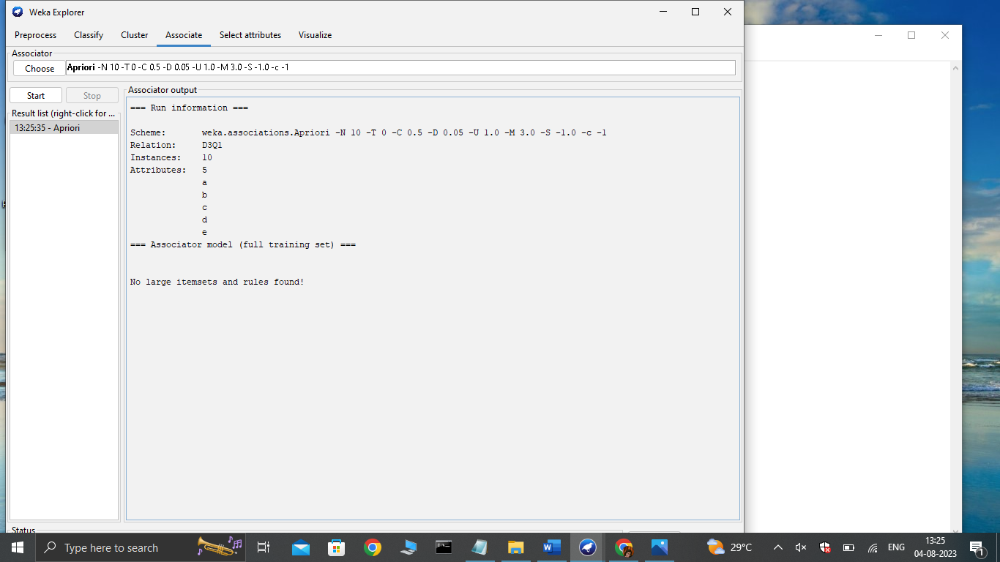 Weka Explorer
Preprocess Classify Cluster Associate Select attributes Visualize
Associator
Choose Apriori -N 10 -T 0 -C 0.5 -D 0.05 -U 1.0 -M 3.0 -S -1.0 -c -1
Start Stop
Result list (right-click for ...
13:25:35 - Apriori
Associator output
=== Run information ===
Scheme: weka.associations.Apriori -N 10 -T 0 -C 0.5 -D 0.05 -U 1.0 -M 3.0 -S -1.0 -c -1
Relation: D3Q1
Instances: 10
Attributes: 5
a
b
c
d
e
=== Associator model (full training set) ===
No large itemsets and rules found!
Status
Type here to search
29°C
ENG
13:25
04-08-2023
1